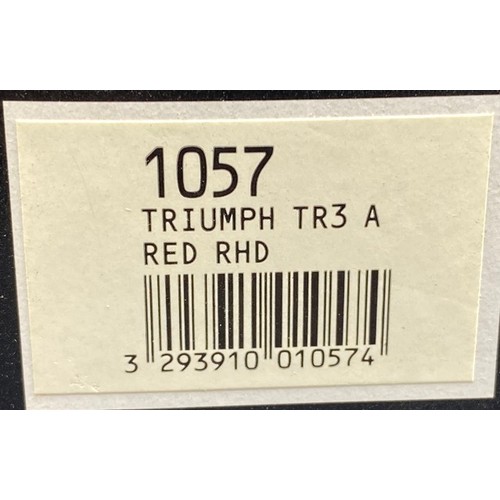 1057
TRIUMPH TR3 A
RED RHD
3 293910 010574